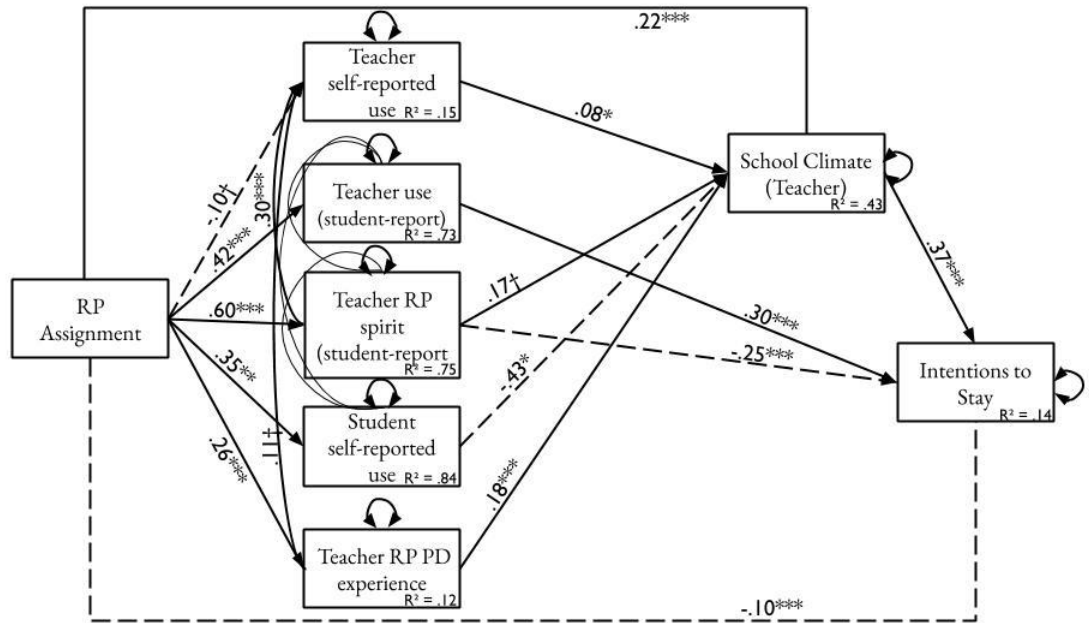 .22***
Teacher
self-reported
use
R² = .15
.08*
School Climate
(Teacher)
R² = .43
-.10†
.30***
Teacher use
(student-report)
R² = .73
.42***
.37***
RP
Assignment
.60***
Teacher RP
spirit
(student-report
R² = .75
.17†
.30***
-.25***
Intentions to
Stay
R² = .14
.35**
-.43*
Student
self-reported
use
R² = .84
.26***
.11†
.18***
Teacher RP PD
experience
R² = .12
-.10***